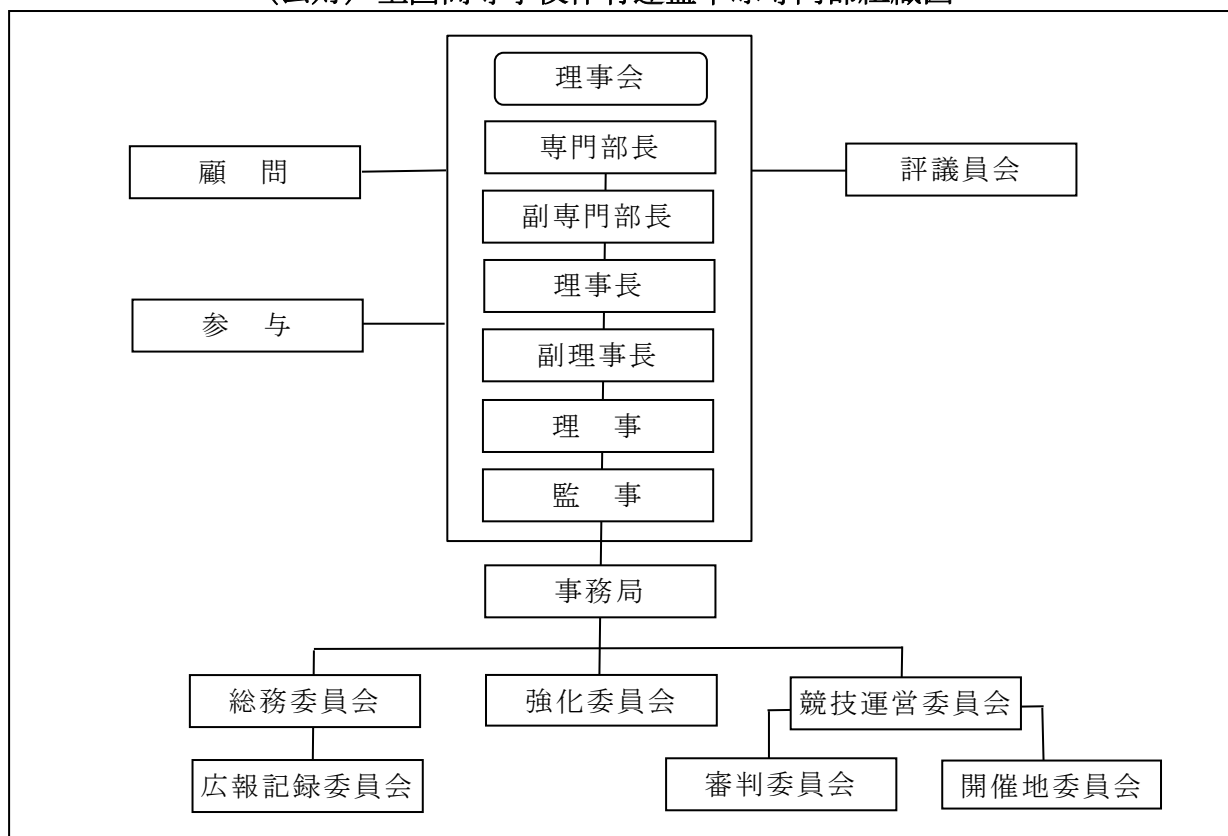 理事会
専門部長
顧　問
評議員会
副専門部長
理事長
参　与
副理事長
理　事
監　事
事務局
総務委員会
強化委員会
競技運営委員会
広報記録委員会
審判委員会
開催地委員会